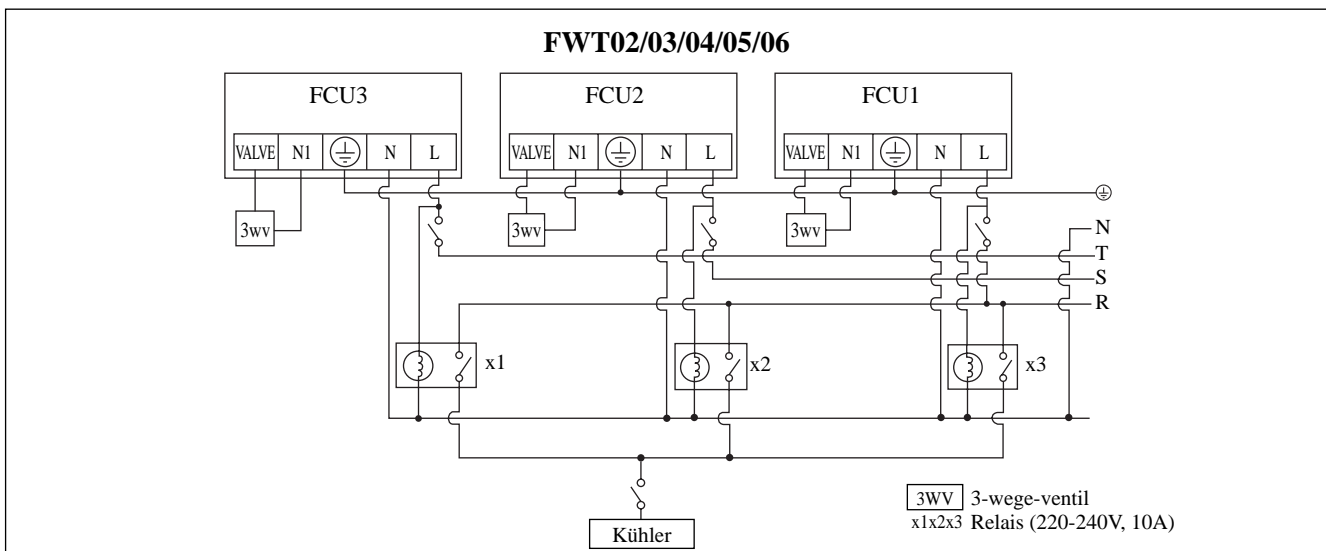 FWT02/03/04/05/06
FCU3 FCU2 FCU1
VALVE N1 N L VALVE N1 N L VALVE N1 N L
3wv 3wv 3wv
N
T
S
R
x1 x2 x3
3WV 3-wege-ventil
x1x2x3 Relais (220-240V, 10A)
Kühler